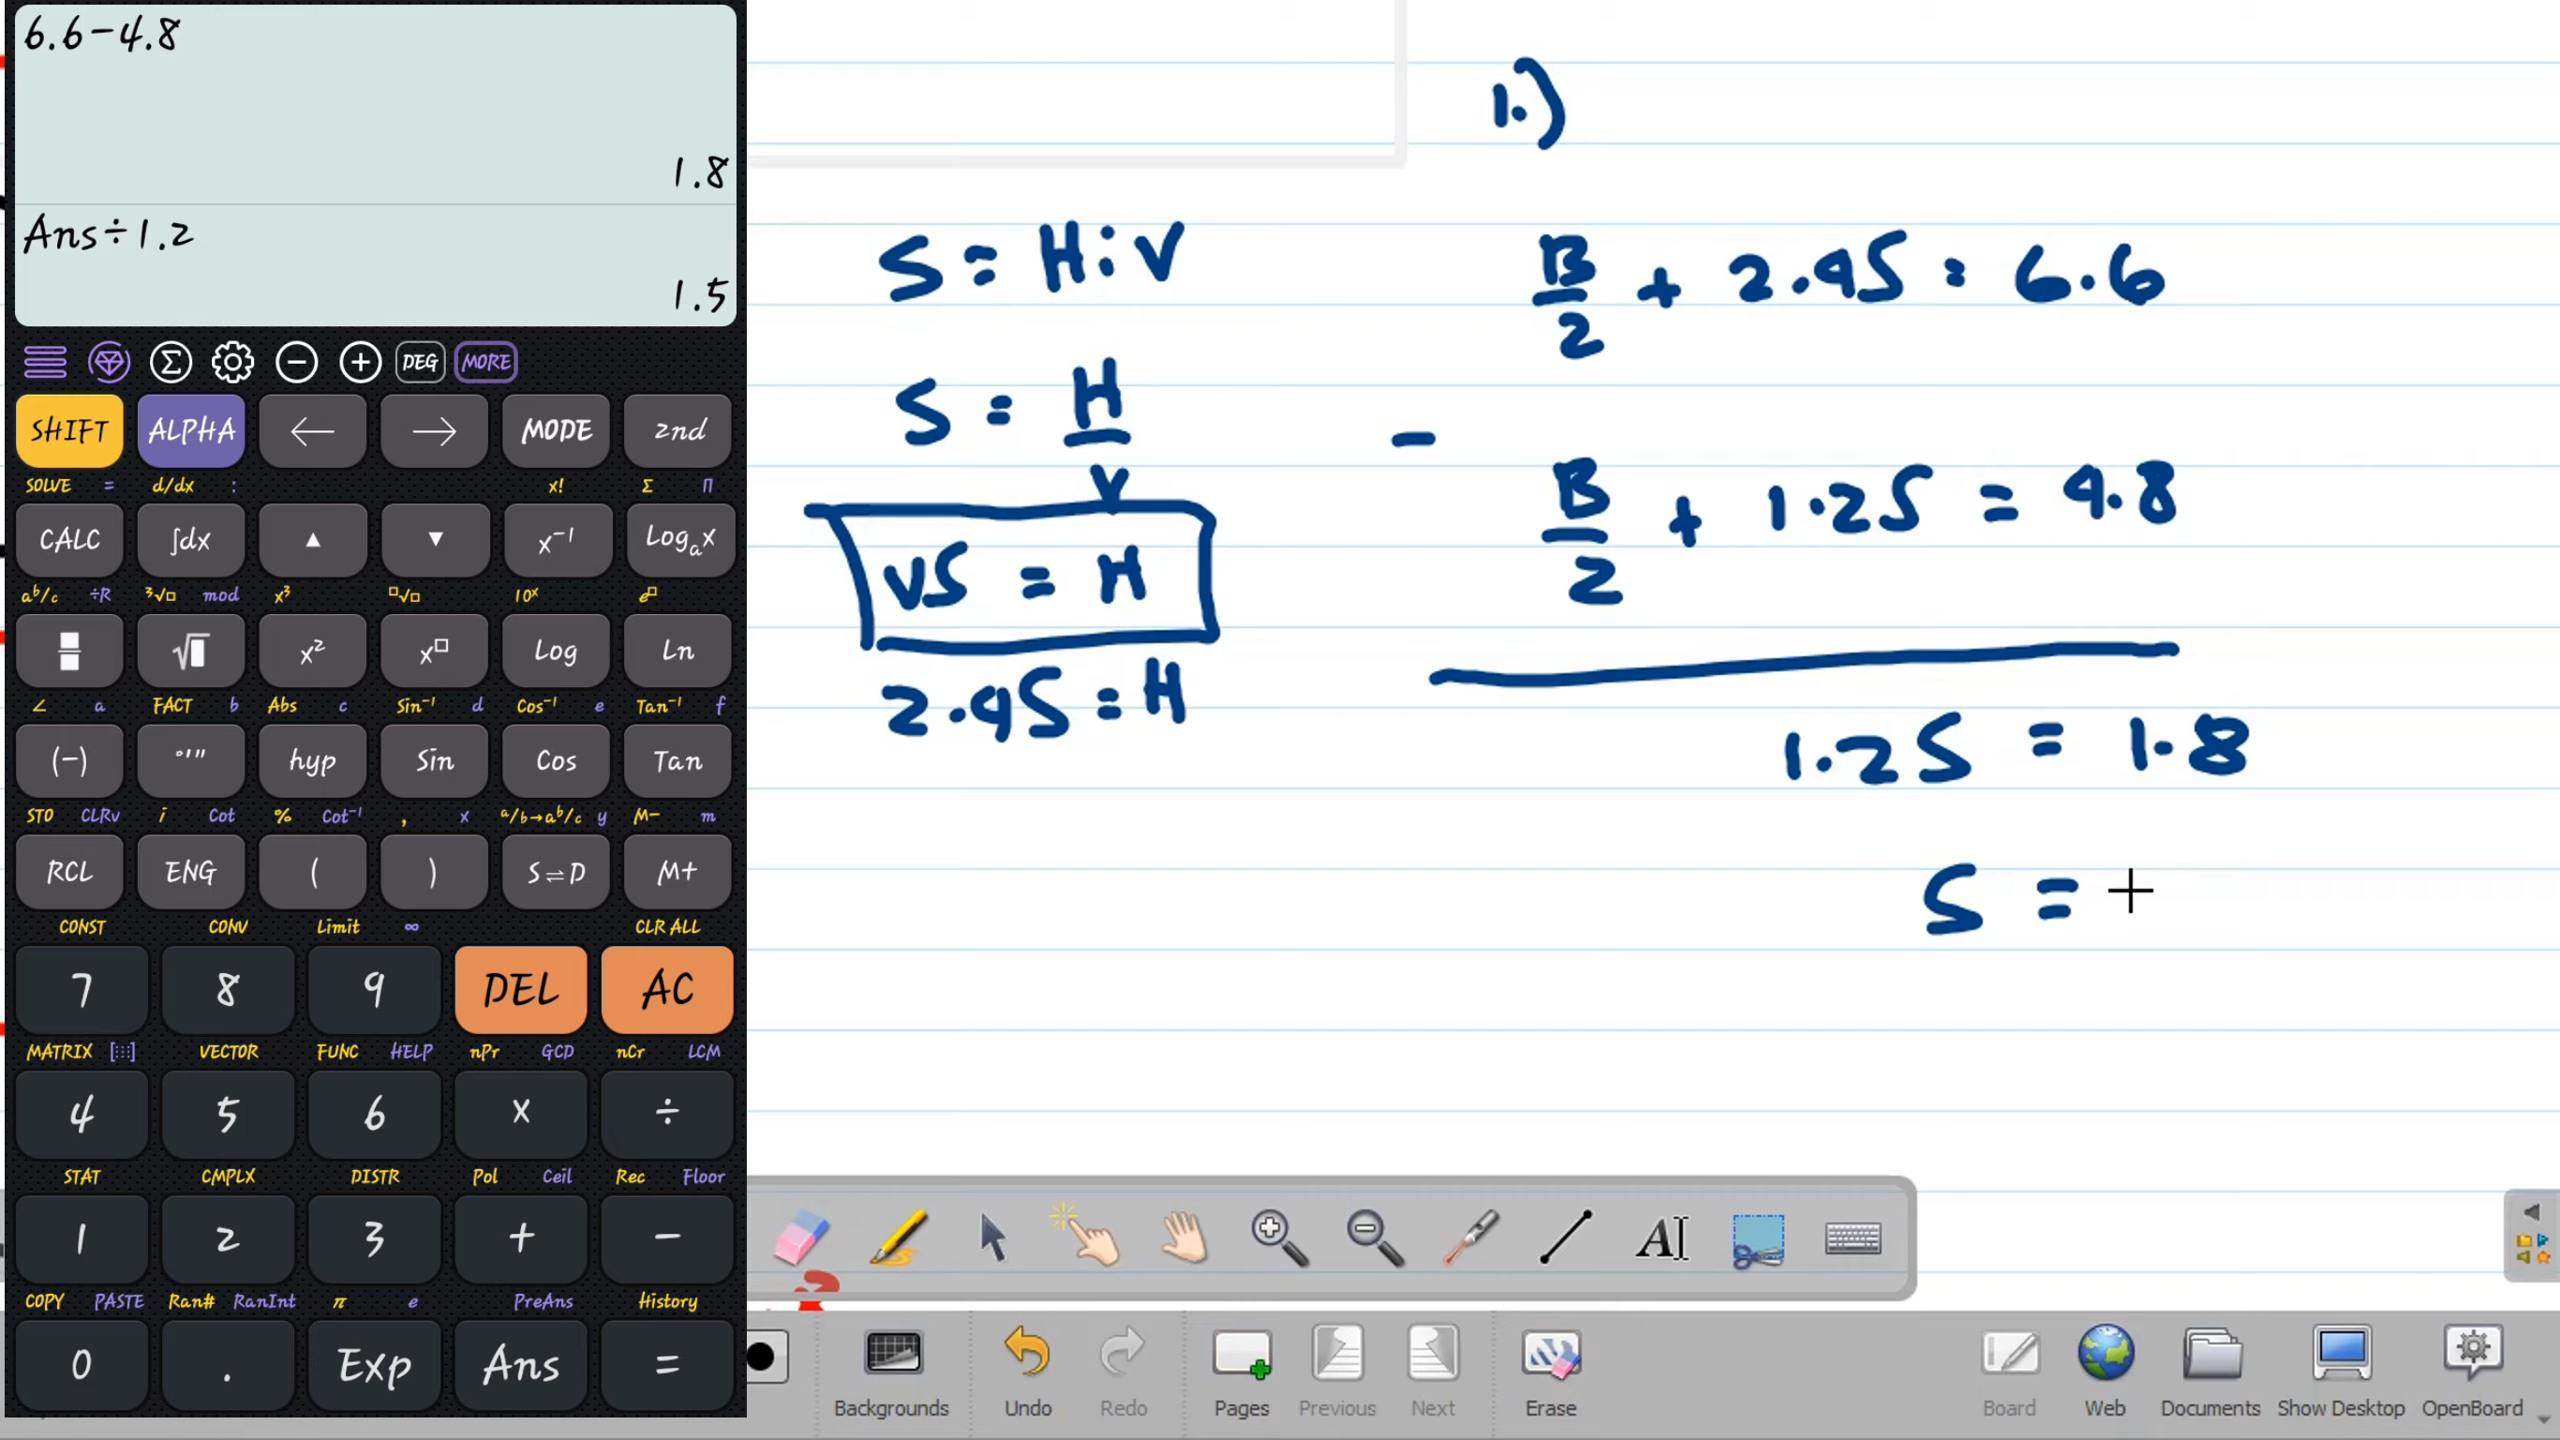 6.6−4.8
1.8
Ans÷1.2
1.5
DEG MORE
SHIFT ALPHA ← → MODE 2nd
SOLVE = d/dx : x! Σ Π
CALC ∫dx ▲ ▼ x⁻¹ Logₐx
ab/c ÷R ³√□ mod x³ □√□ 10ˣ e□
√ x² x□ Log Ln
∠ a FACT b Abs c Sin⁻¹ d Cos⁻¹ e Tan⁻¹ f
(−) °'" hyp Sin Cos Tan
STO CLRv i Cot % Cot⁻¹ , x a/b→ab/c y M− m
RCL ENG ( ) S⇌D M+
CONST CONV Limit ∞ CLR ALL
7 8 9 DEL AC
MATRIX VECTOR FUNC HELP nPr GCD nCr LCM
4 5 6 x ÷
STAT CMPLX DISTR Pol Ceil Rec Floor
1 2 3 + −
COPY PASTE Ran# RanInt π e PreAns History
0 . Exp Ans =
S = H:V
S = H/V
VS = H
2.4S = H
1.)
B/2 + 2.4S = 6.6
−
B/2 + 1.2S = 4.8
1.2S = 1.8
S =
AI
Backgrounds Undo Redo Pages Previous Next Erase Board Web Documents Show Desktop OpenBoard